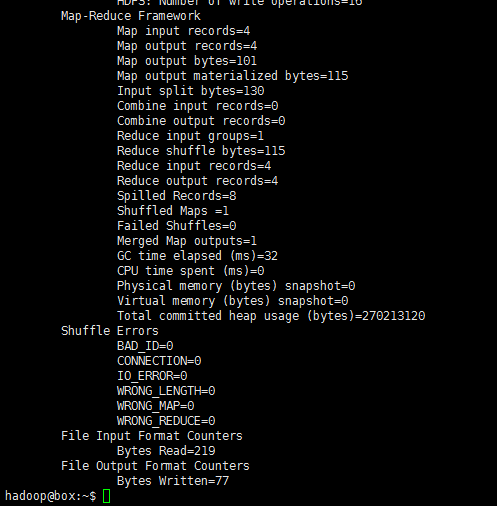 HDFS: Number of write operations=16
Map-Reduce Framework
Map input records=4
Map output records=4
Map output bytes=101
Map output materialized bytes=115
Input split bytes=130
Combine input records=0
Combine output records=0
Reduce input groups=1
Reduce shuffle bytes=115
Reduce input records=4
Reduce output records=4
Spilled Records=8
Shuffled Maps =1
Failed Shuffles=0
Merged Map outputs=1
GC time elapsed (ms)=32
CPU time spent (ms)=0
Physical memory (bytes) snapshot=0
Virtual memory (bytes) snapshot=0
Total committed heap usage (bytes)=270213120
Shuffle Errors
BAD_ID=0
CONNECTION=0
IO_ERROR=0
WRONG_LENGTH=0
WRONG_MAP=0
WRONG_REDUCE=0
File Input Format Counters
Bytes Read=219
File Output Format Counters
Bytes Written=77
hadoop@box:~$